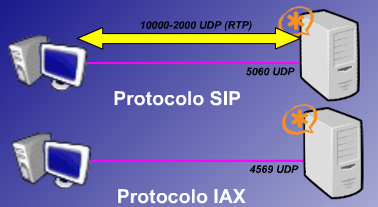 10000-2000 UDP (RTP)
5060 UDP
Protocolo SIP
4569 UDP
Protocolo IAX